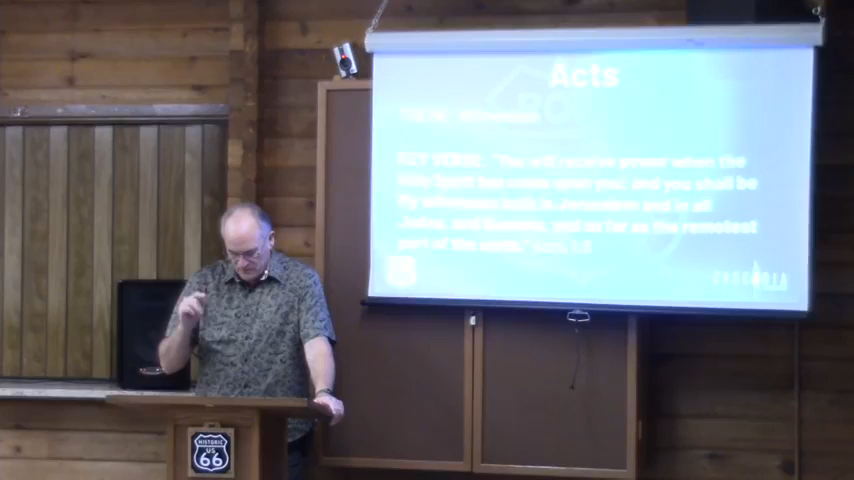 Acts
KEY VERSE: "You will receive power when the
Holy Spirit has come upon you; and you shall be
My witnesses both in Jerusalem and in all
Judea, and Samaria, and as far as the remotest
part of the earth." Acts 1:8
HISTORIC
US
66